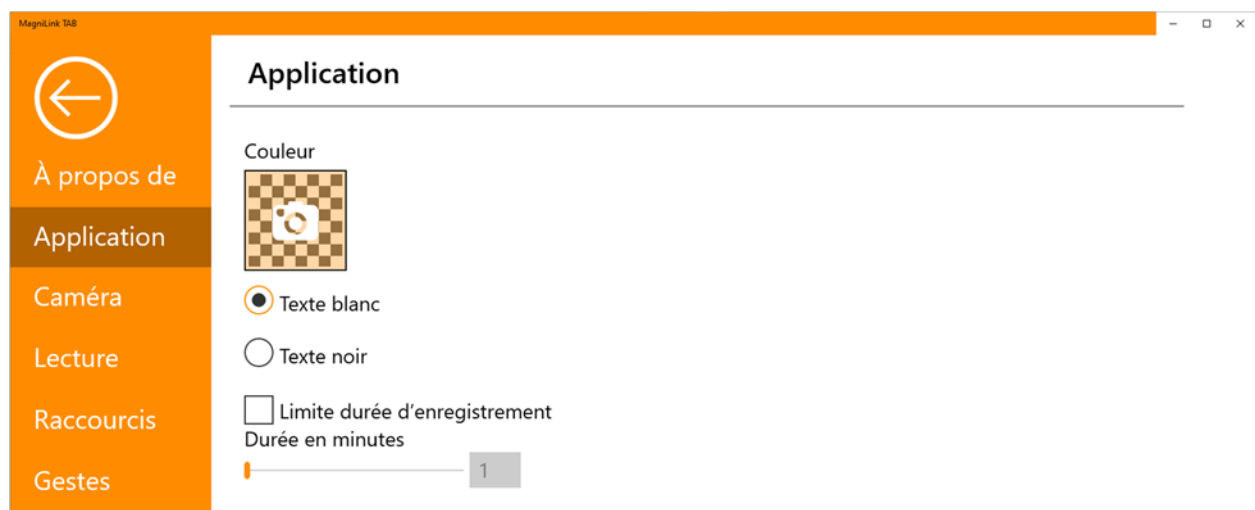 MagniLink TAB
Application
À propos de
Application
Caméra
Lecture
Raccourcis
Gestes
Couleur
Texte blanc
Texte noir
Limite durée d’enregistrement
Durée en minutes
1